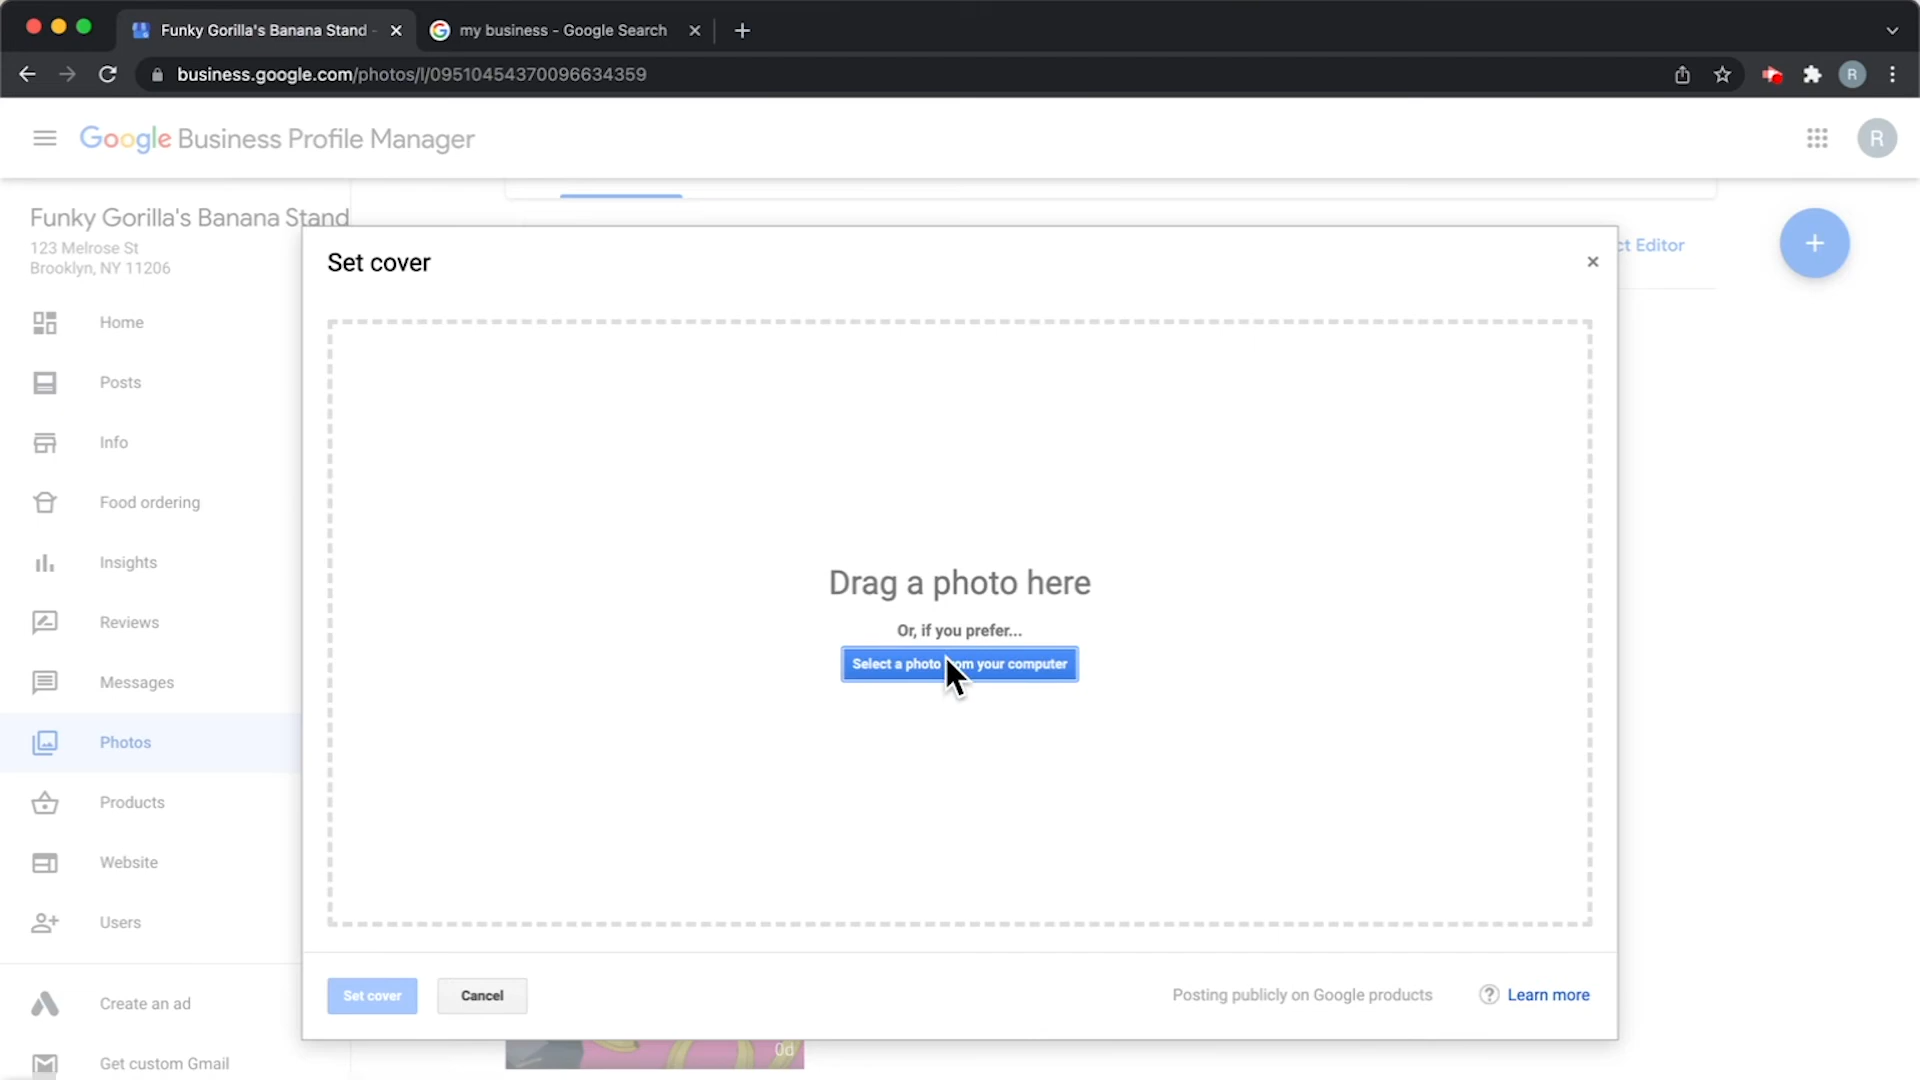 Funky Gorilla's Banana Stand -
my business - Google Search
business.google.com/photos/l/09510454370096634359
R
Google Business Profile Manager
R
Funky Gorilla's Banana Stand
123 Melrose St
Brooklyn, NY 11206
ct Editor
+
Set cover
Home
Posts
Info
Food ordering
Insights
Reviews
Messages
Photos
Products
Website
Users
Create an ad
Get custom Gmail
Drag a photo here
Or, if you prefer...
Select a photo from your computer
Set cover
Cancel
Posting publicly on Google products
? Learn more
0d